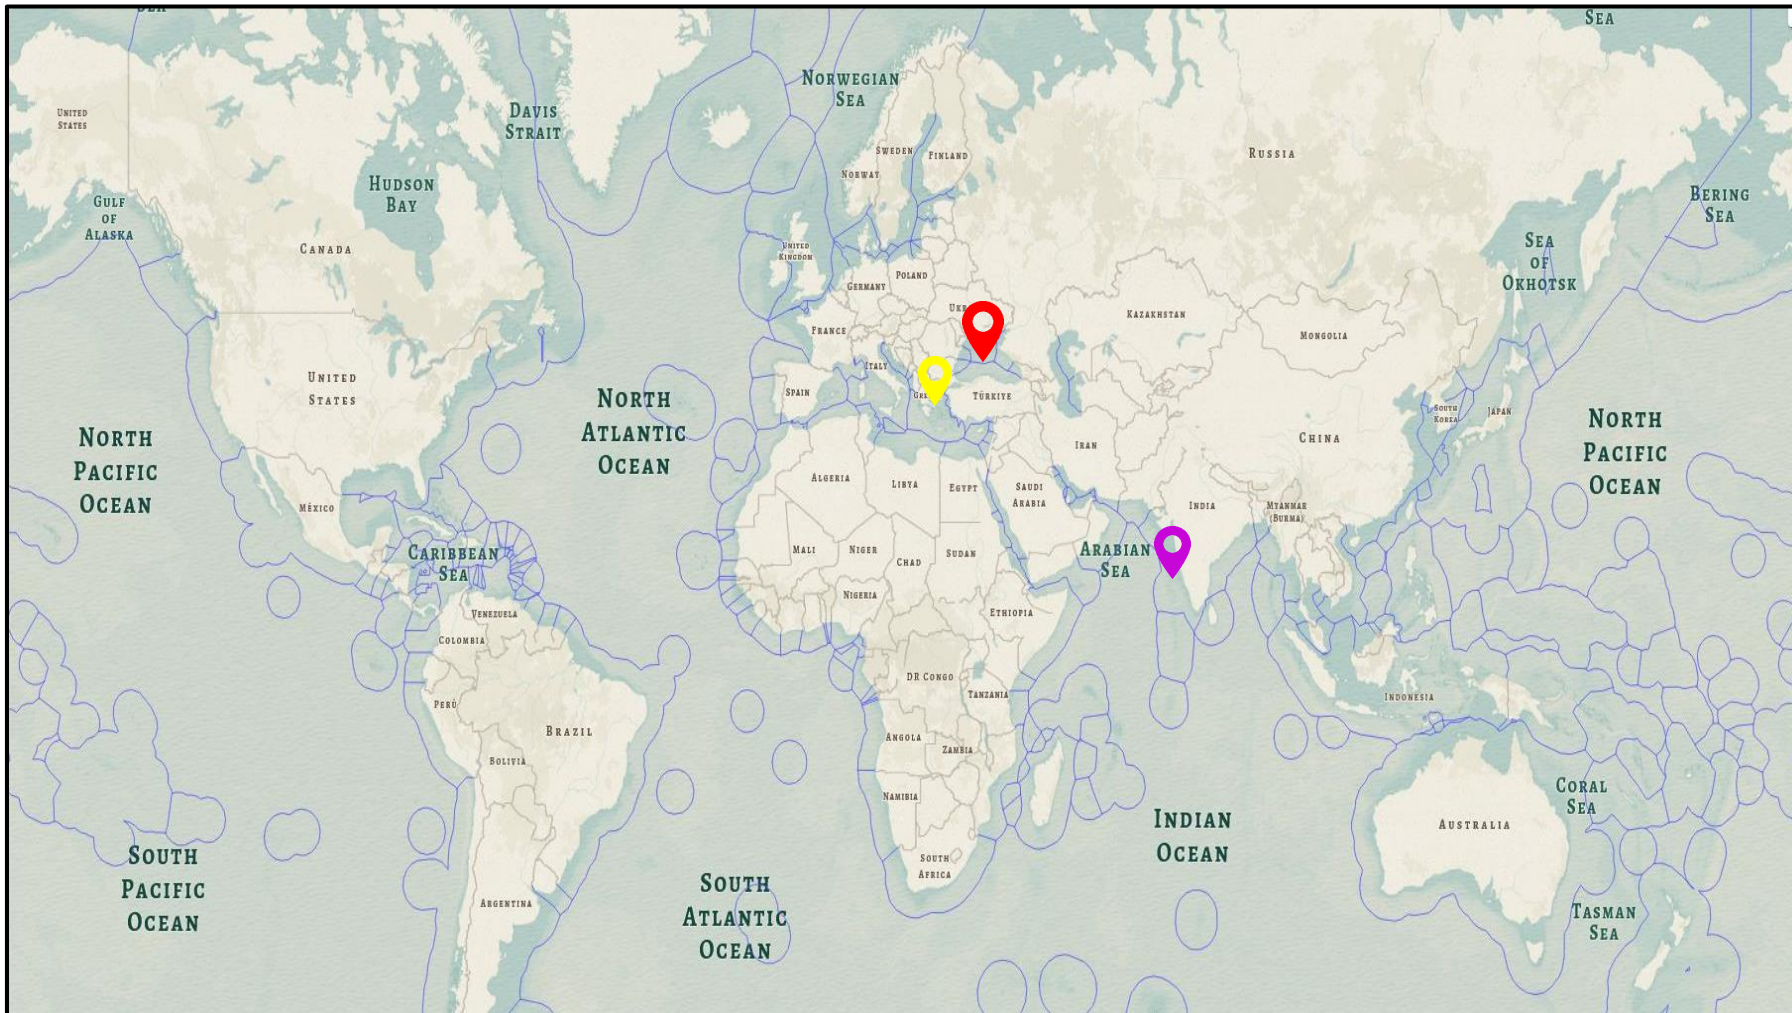 SEA
NORWEGIAN
SEA
DAVIS
STRAIT
UNITED
STATES
HUDSON
BAY
GULF
OF
ALASKA
CANADA
SWEDEN
FINLAND
NORWAY
RUSSIA
BERING
SEA
SEA
OF
OKHOTSK
UNITED
KINGDOM
POLAND
GERMANY
FRANCE
ITALY
SPAIN
TÜRKIYE
KAZAKHSTAN
MONGOLIA
UNITED
STATES
NORTH
ATLANTIC
OCEAN
NORTH
PACIFIC
OCEAN
IRAN
CHINA
SOUTH
KOREA
JAPAN
NORTH
PACIFIC
OCEAN
MÉXICO
ALGERIA
LIBYA
EGYPT
SAUDI
ARABIA
INDIA
MYANMAR
(BURMA)
CARIBBEAN
SEA
MALI
NIGER
CHAD
SUDAN
ARABIAN
SEA
NIGERIA
ETHIOPIA
VENEZUELA
COLOMBIA
DR CONGO
TANZANIA
INDONESIA
PERÚ
BRAZIL
BOLIVIA
ANGOLA
ZAMBIA
NAMIBIA
SOUTH
AFRICA
INDIAN
OCEAN
CORAL
SEA
AUSTRALIA
SOUTH
PACIFIC
OCEAN
ARGENTINA
SOUTH
ATLANTIC
OCEAN
TASMAN
SEA